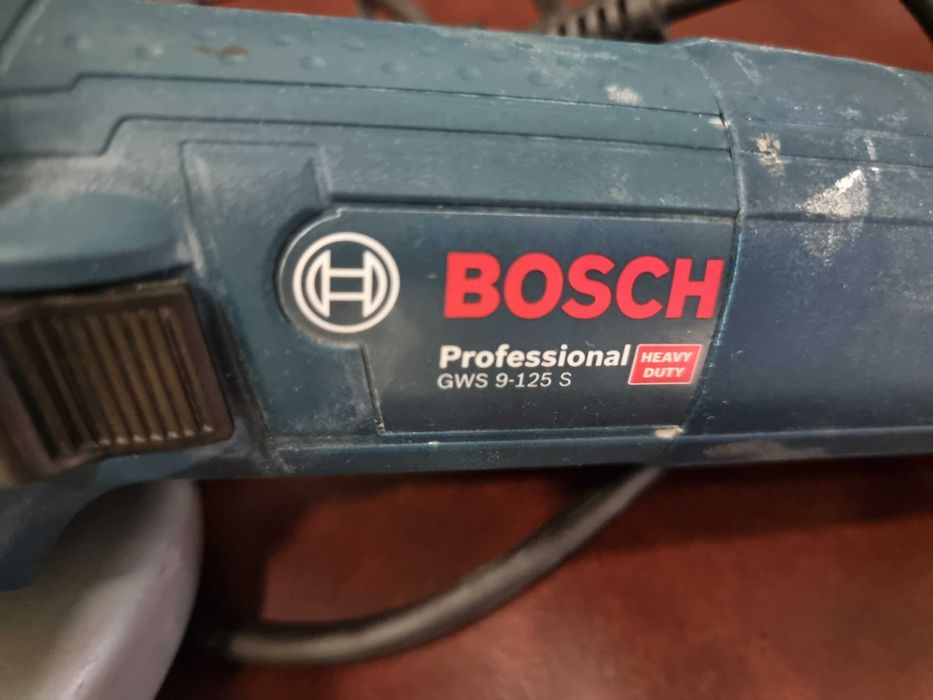 BOSCH
Professional HEAVY DUTY
GWS 9-125 S